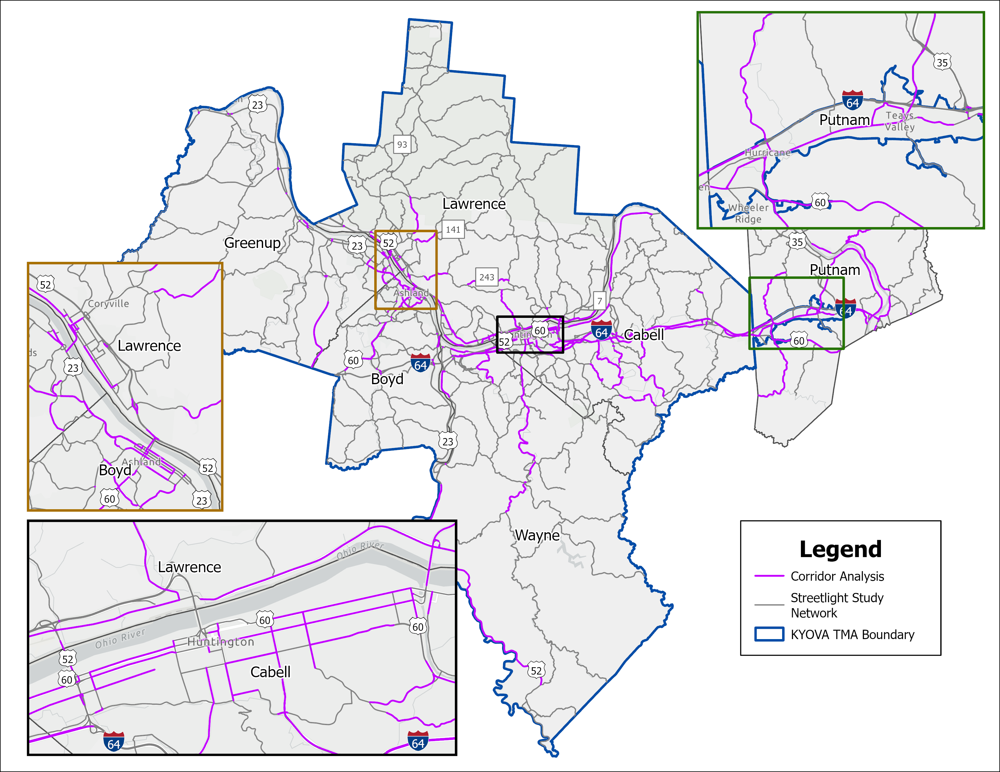 23
93
Lawrence
141
Greenup
23
52
243
Ashland
7
60
52
64
Cabell
60
64
Boyd
23
Wayne
52
35
Putnam
64
60
35
64
Putnam
Teays
Valley
Hurricane
en
60
Wheeler
Ridge
52
Coryville
Lawrence
ds
23
Ashland
Boyd
52
60
23
Ohio River
Lawrence
60
60
Ohio River
Huntington
52
Cabell
60
64
64
Legend
Corridor Analysis
Streetlight Study
Network
KYOVA TMA Boundary